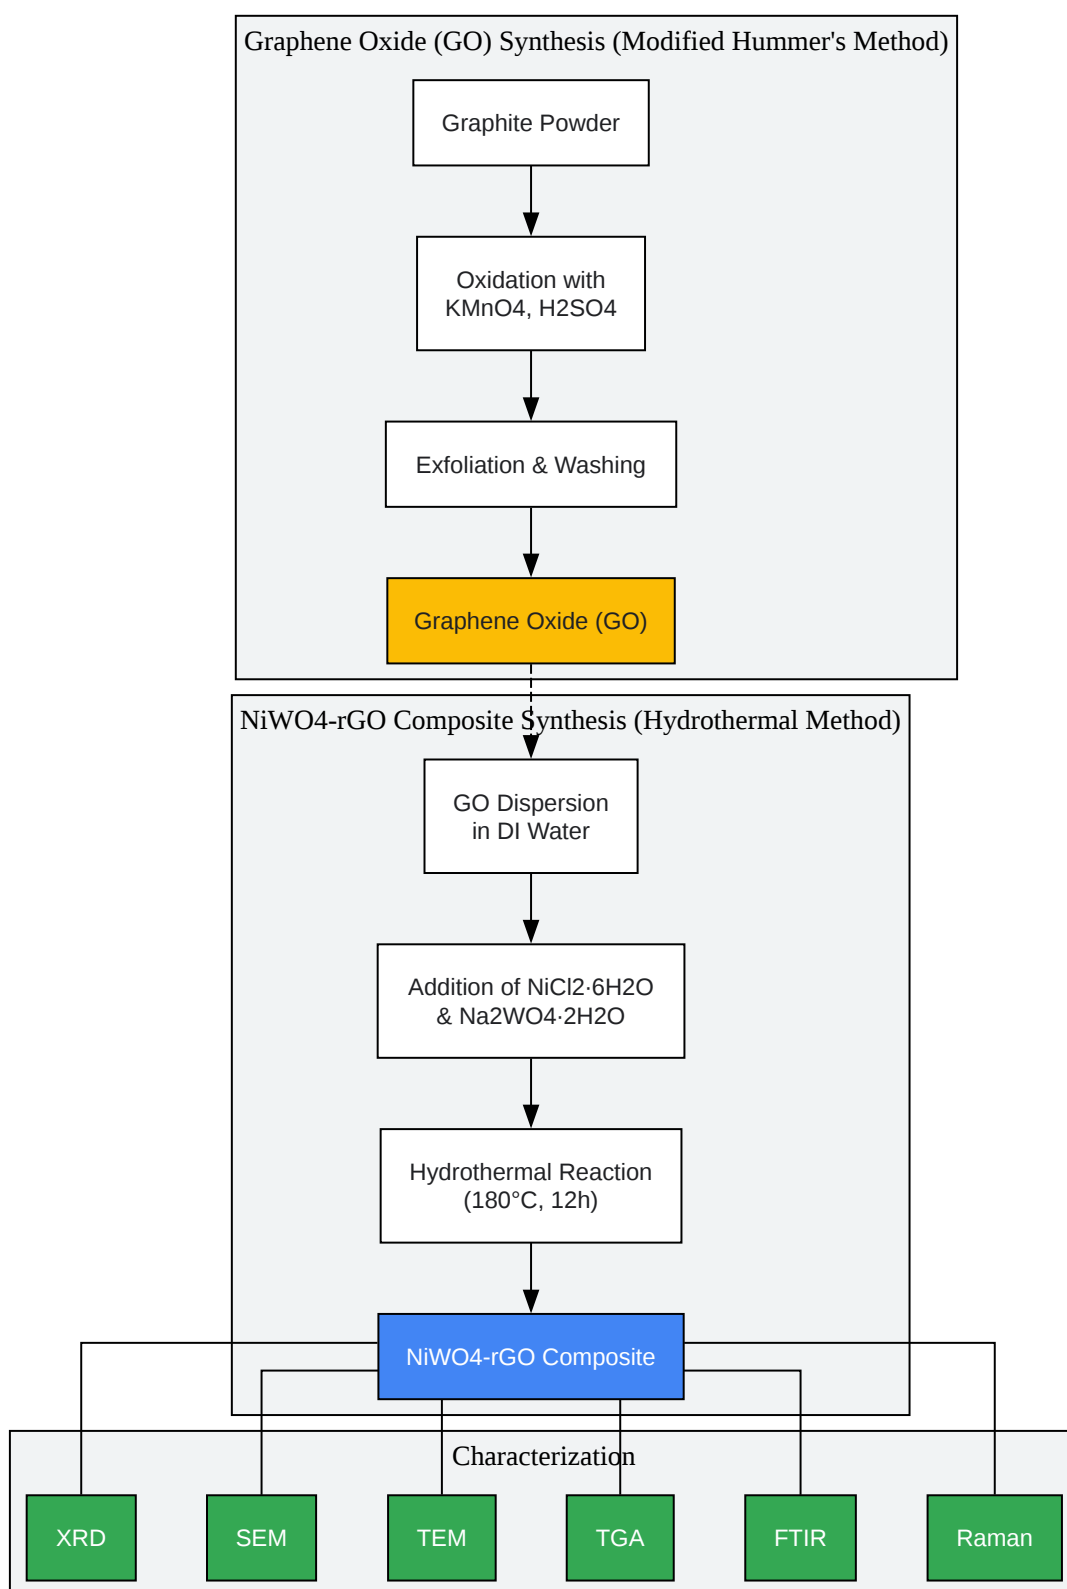 Graphene Oxide (GO) Synthesis (Modified Hummer's Method)
Graphite Powder
Oxidation with
KMnO4, H2SO4
Exfoliation & Washing
Graphene Oxide (GO)
NiWO4-rGO Composite Synthesis (Hydrothermal Method)
GO Dispersion
in DI Water
Addition of NiCl2·6H2O
& Na2WO4·2H2O
Hydrothermal Reaction
(180°C, 12h)
NiWO4-rGO Composite
Characterization
XRD
SEM
TEM
TGA
FTIR
Raman